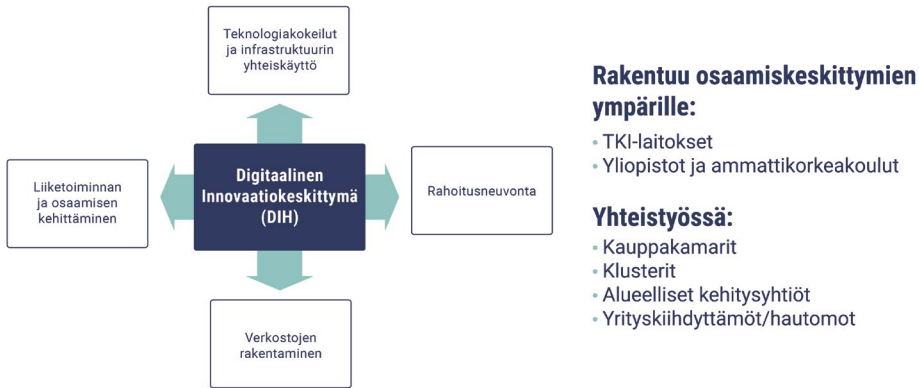 Teknologiakokeilut
ja infrastruktuurin
yhteiskäyttö
Liiketoiminnan
ja osaamisen
kehittäminen
Digitaalinen
Innovaatiokeskittymä
(DIH)
Rahoitusneuvonta
Verkostojen
rakentaminen
Rakentuu osaamiskeskittymien
ympärille:
• TKI-laitokset
• Yliopistot ja ammattikorkeakoulut
Yhteistyössä:
• Kauppakamarit
• Klusterit
• Alueelliset kehitysyhtiöt
• Yrityskiihdyttämöt/hautomot